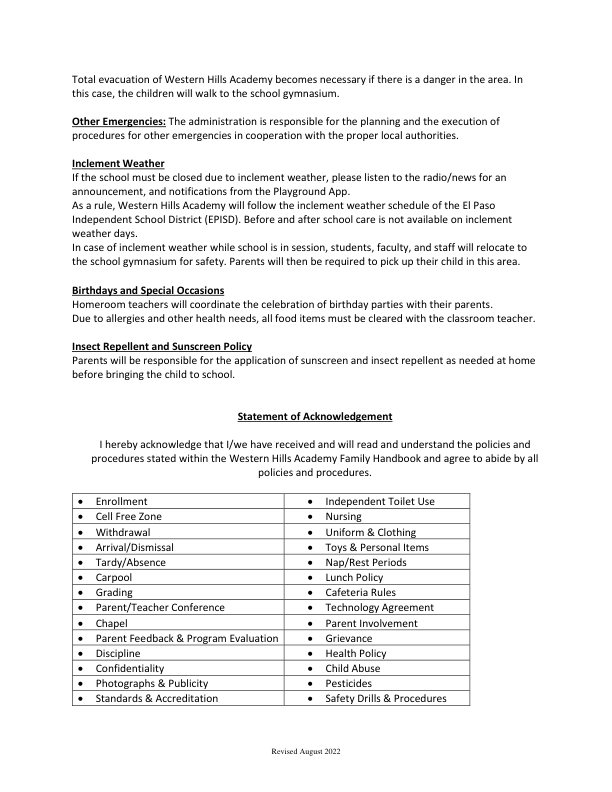 Total evacuation of Western Hills Academy becomes necessary if there is a danger in the area. In
this case, the children will walk to the school gymnasium.
Other Emergencies: The administration is responsible for the planning and the execution of
procedures for other emergencies in cooperation with the proper local authorities.
Inclement Weather
If the school must be closed due to inclement weather, please listen to the radio/news for an
announcement, and notifications from the Playground App.
As a rule, Western Hills Academy will follow the inclement weather schedule of the El Paso
Independent School District (EPISD). Before and after school care is not available on inclement
weather days.
In case of inclement weather while school is in session, students, faculty, and staff will relocate to
the school gymnasium for safety. Parents will then be required to pick up their child in this area.
Birthdays and Special Occasions
Homeroom teachers will coordinate the celebration of birthday parties with their parents.
Due to allergies and other health needs, all food items must be cleared with the classroom teacher.
Insect Repellent and Sunscreen Policy
Parents will be responsible for the application of sunscreen and insect repellent as needed at home
before bringing the child to school.
Statement of Acknowledgement
I hereby acknowledge that I/we have received and will read and understand the policies and
procedures stated within the Western Hills Academy Family Handbook and agree to abide by all
policies and procedures.
• Enrollment • Independent Toilet Use
• Cell Free Zone • Nursing
• Withdrawal • Uniform & Clothing
• Arrival/Dismissal • Toys & Personal Items
• Tardy/Absence • Nap/Rest Periods
• Carpool • Lunch Policy
• Grading • Cafeteria Rules
• Parent/Teacher Conference • Technology Agreement
• Chapel • Parent Involvement
• Parent Feedback & Program Evaluation • Grievance
• Discipline • Health Policy
• Confidentiality • Child Abuse
• Photographs & Publicity • Pesticides
• Standards & Accreditation • Safety Drills & Procedures
Revised August 2022